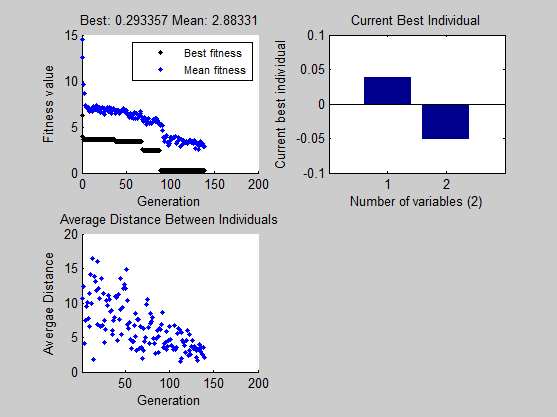 Best: 0.293357 Mean: 2.88331
15
10
5
0
Fitness value
Best fitness
Mean fitness
0
50
100
150
200
Generation
Current Best Individual
0.1
0.05
0
-0.05
-0.1
Current best individual
1
2
Number of variables (2)
Average Distance Between Individuals
20
15
10
5
0
Avergae Distance
50
100
150
200
Generation